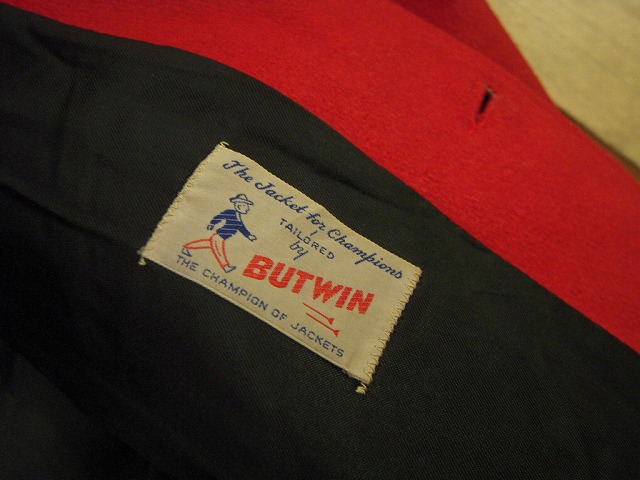 The Jacket for Champions
TAILORED
by
BUTWIN
THE CHAMPION OF JACKETS